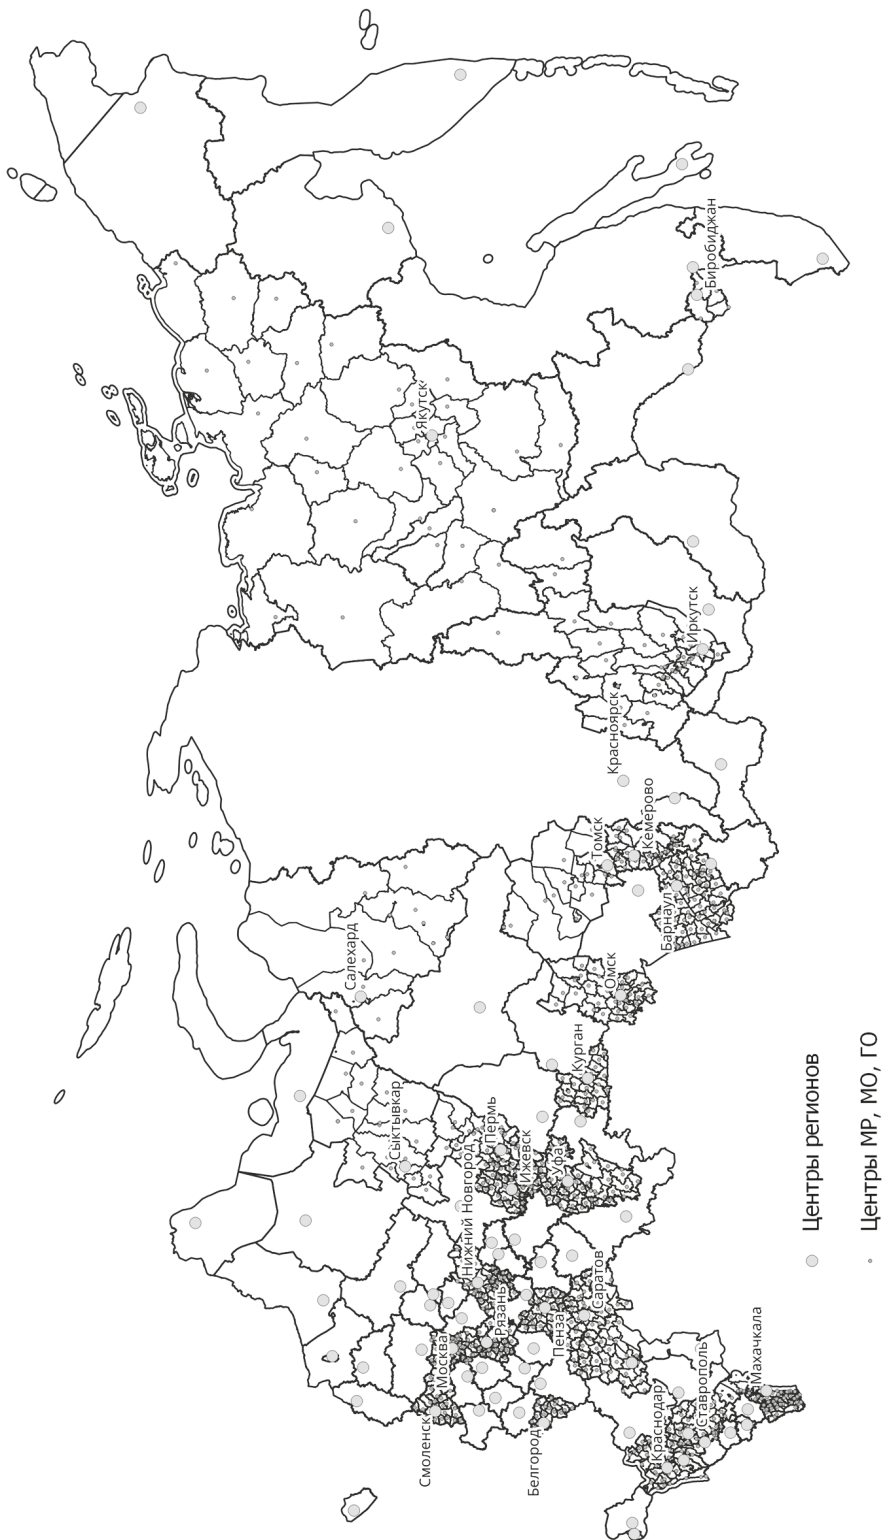 Биробиджан
Якутск
Иркутск
Красноярск
Кемерово
Томск
Барнаул
Омск
Салехард
Курган
Сыктывкар
Пермь
Ижевск
Уфа
Нижний Новгород
Саратов
Пенза
Рязань
Москва
Смоленск
Белгород
Махачкала
Ставрополь
Краснодар
Центры регионов
Центры МР, МО, ГО